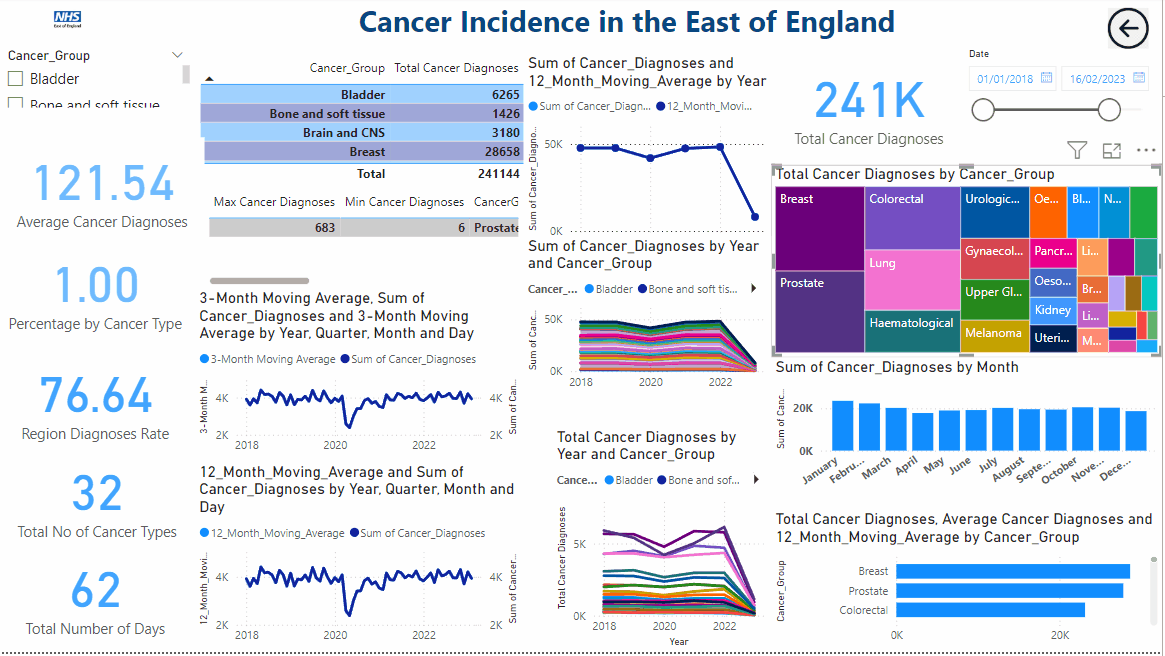 NHS
East of England
Cancer Incidence in the East of England
Cancer_Group
Bladder
Bone and soft tissue
121.54
Average Cancer Diagnoses
1.00
Percentage by Cancer Type
76.64
Region Diagnoses Rate
32
Total No of Cancer Types
62
Total Number of Days
Cancer_Group Total Cancer Diagnoses
Bladder 6265
Bone and soft tissue 1426
Brain and CNS 3180
Breast 28658
Total 241144
Max Cancer Diagnoses Min Cancer Diagnoses CancerG
683 6 Prostate
3-Month Moving Average, Sum of
Cancer_Diagnoses and 3-Month Moving
Average by Year, Quarter, Month and Day
3-Month Moving Average Sum of Cancer_Diagnoses
3-Month M...
4K
2K
4K
2K
Sum of Can...
2018 2020 2022
12_Month_Moving_Average and Sum of
Cancer_Diagnoses by Year, Quarter, Month and
Day
12_Month_Moving_Average Sum of Cancer_Diagnoses
12_Month_Movi...
4K
2K
4K
2K
Sum of Cancer...
2018 2020 2022
Sum of Cancer_Diagnoses and
12_Month_Moving_Average by Year
Sum of Cancer_Diagn... 12_Month_Movi...
Sum of Cancer_Diagno...
50K
0K
Sum of Cancer_Diagnoses by Year
and Cancer_Group
Cancer_... Bladder Bone and soft tis...
Sum of Canc...
50K
0K
2018 2020 2022
Total Cancer Diagnoses by
Year and Cancer_Group
Cance... Bladder Bone and sof...
Total Cancer Diagnoses
5K
0K
2018 2020 2022
Year
241K
Total Cancer Diagnoses
Date
01/01/2018 16/02/2023
Total Cancer Diagnoses by Cancer_Group
Breast
Prostate
Colorectal
Lung
Haematological
Urologic...
Gynaecol...
Upper Gl...
Melanoma
Oe...
Bl...
N...
Pancr...
Oeso...
Kidney
Uteri...
Li...
Br...
Li...
M...
Sum of Cancer_Diagnoses by Month
Sum of Canc...
20K
0K
January Febru... March April May June July August Septe... October Nove... Dece...
Total Cancer Diagnoses, Average Cancer Diagnoses and
12_Month_Moving_Average by Cancer_Group
Cancer_Group
Breast
Prostate
Colorectal
0K 20K